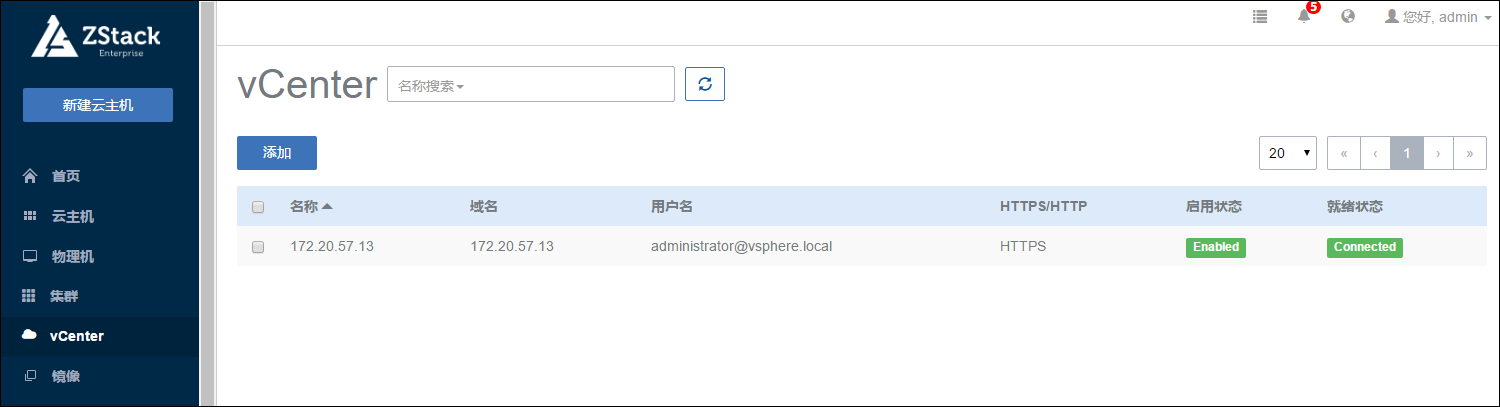 ZStack
Enterprise
新建云主机
首页
云主机
物理机
集群
vCenter
镜像
5
您好, admin
vCenter
名称搜索
添加
20
« ‹ 1 › »
名称 域名 用户名 HTTPS/HTTP 启用状态 就绪状态
172.20.57.13 172.20.57.13 administrator@vsphere.local HTTPS Enabled Connected